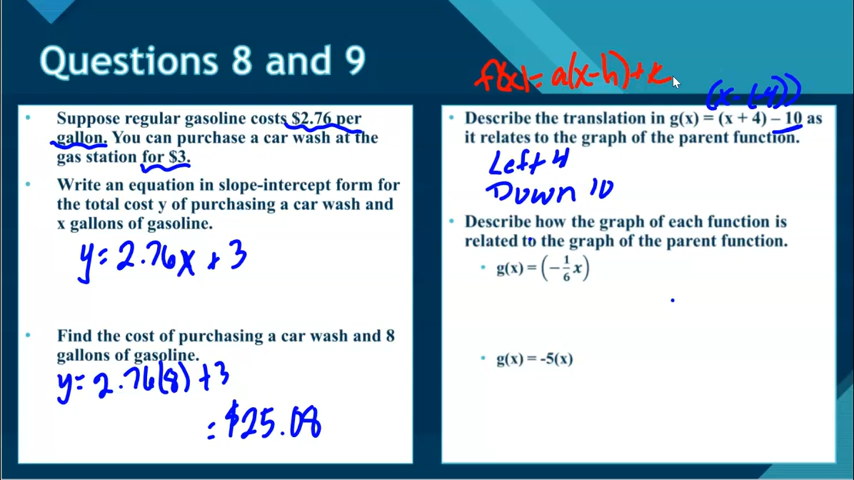 Questions 8 and 9
f(x) = a(x-h)+k
(x - (-4))
Suppose regular gasoline costs $2.76 per
gallon. You can purchase a car wash at the
gas station for $3.
Write an equation in slope-intercept form for
the total cost y of purchasing a car wash and
x gallons of gasoline.
y = 2.76x + 3
Find the cost of purchasing a car wash and 8
gallons of gasoline.
y = 2.76(8) + 3
= $25.08
Describe the translation in g(x) = (x + 4) – 10 as
it relates to the graph of the parent function.
Left 4
Down 10
Describe how the graph of each function is
related to the graph of the parent function.
g(x) = (-1/6 x)
g(x) = -5(x)